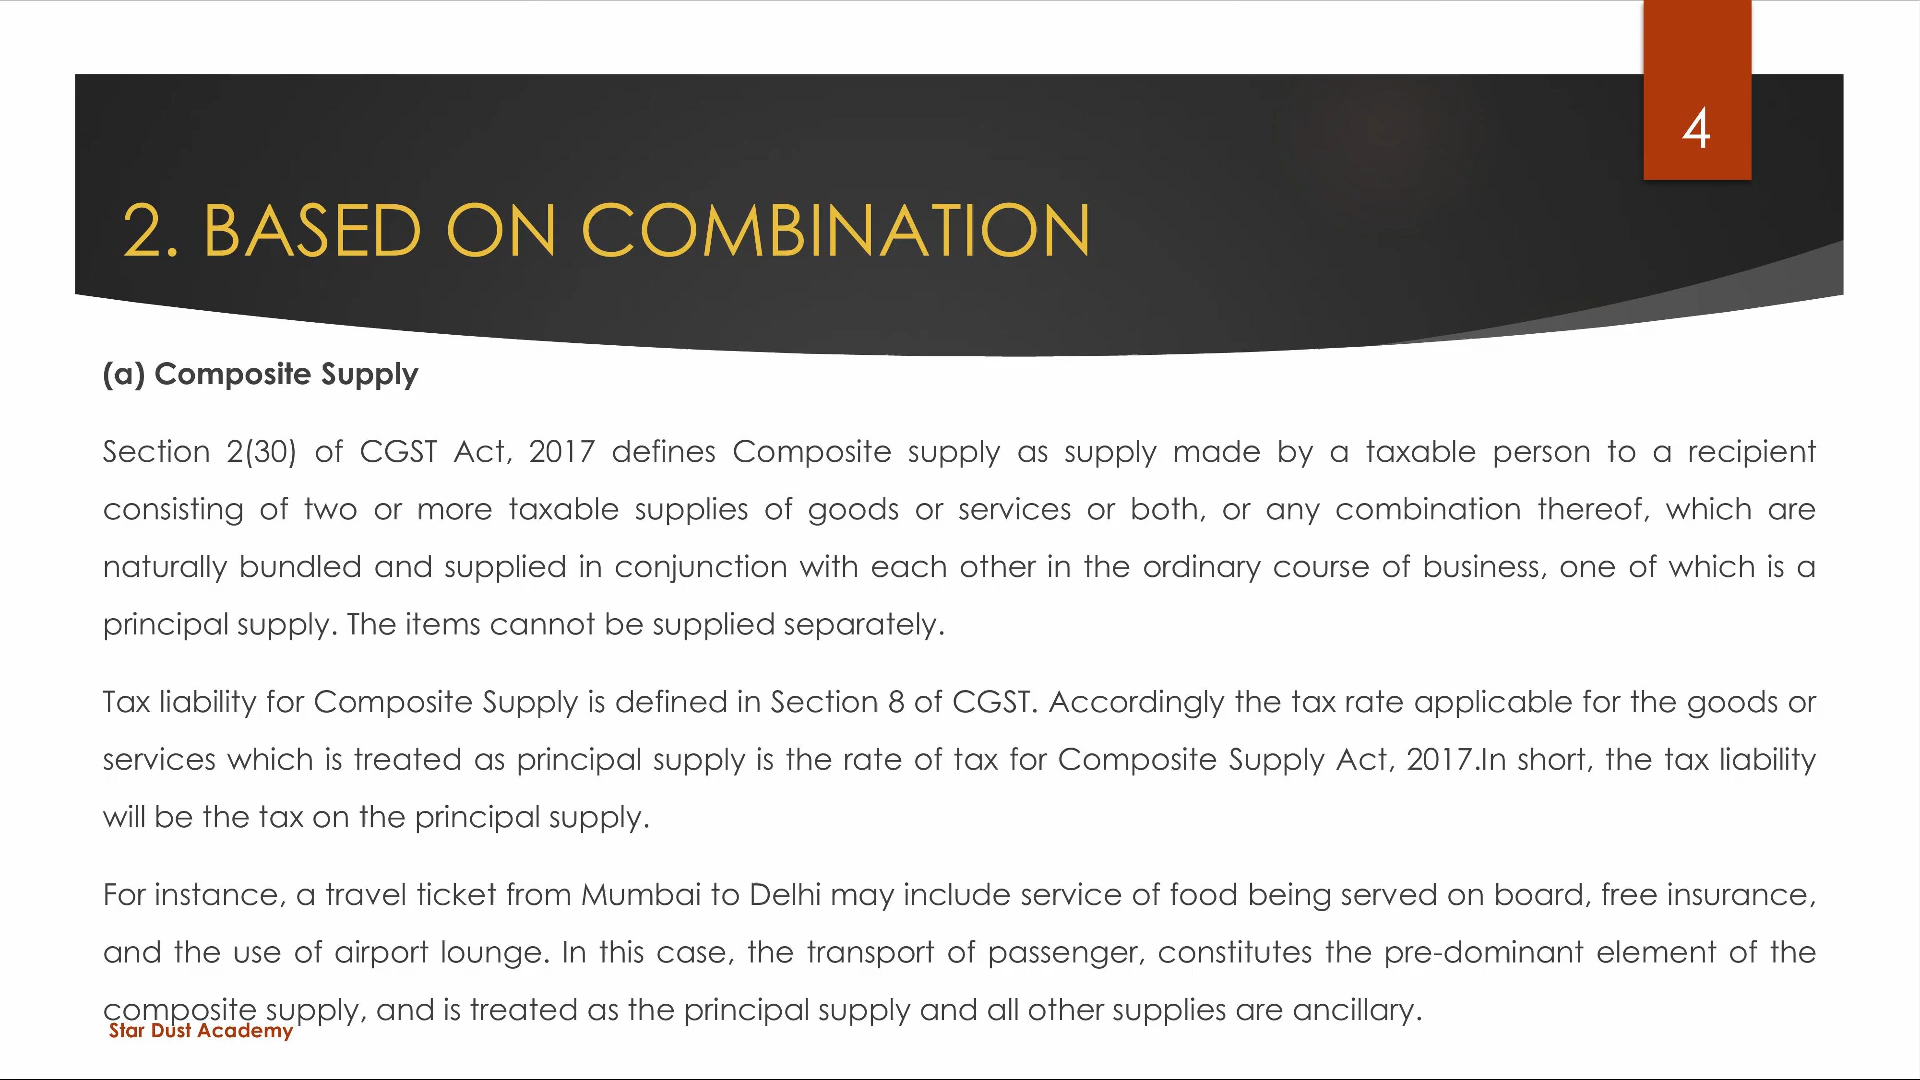 4
2. BASED ON COMBINATION
(a) Composite Supply
Section 2(30) of CGST Act, 2017 defines Composite supply as supply made by a taxable person to a recipient
consisting of two or more taxable supplies of goods or services or both, or any combination thereof, which are
naturally bundled and supplied in conjunction with each other in the ordinary course of business, one of which is a
principal supply. The items cannot be supplied separately.
Tax liability for Composite Supply is defined in Section 8 of CGST. Accordingly the tax rate applicable for the goods or
services which is treated as principal supply is the rate of tax for Composite Supply Act, 2017.In short, the tax liability
will be the tax on the principal supply.
For instance, a travel ticket from Mumbai to Delhi may include service of food being served on board, free insurance,
and the use of airport lounge. In this case, the transport of passenger, constitutes the pre-dominant element of the
composite supply, and is treated as the principal supply and all other supplies are ancillary.
Star Dust Academy